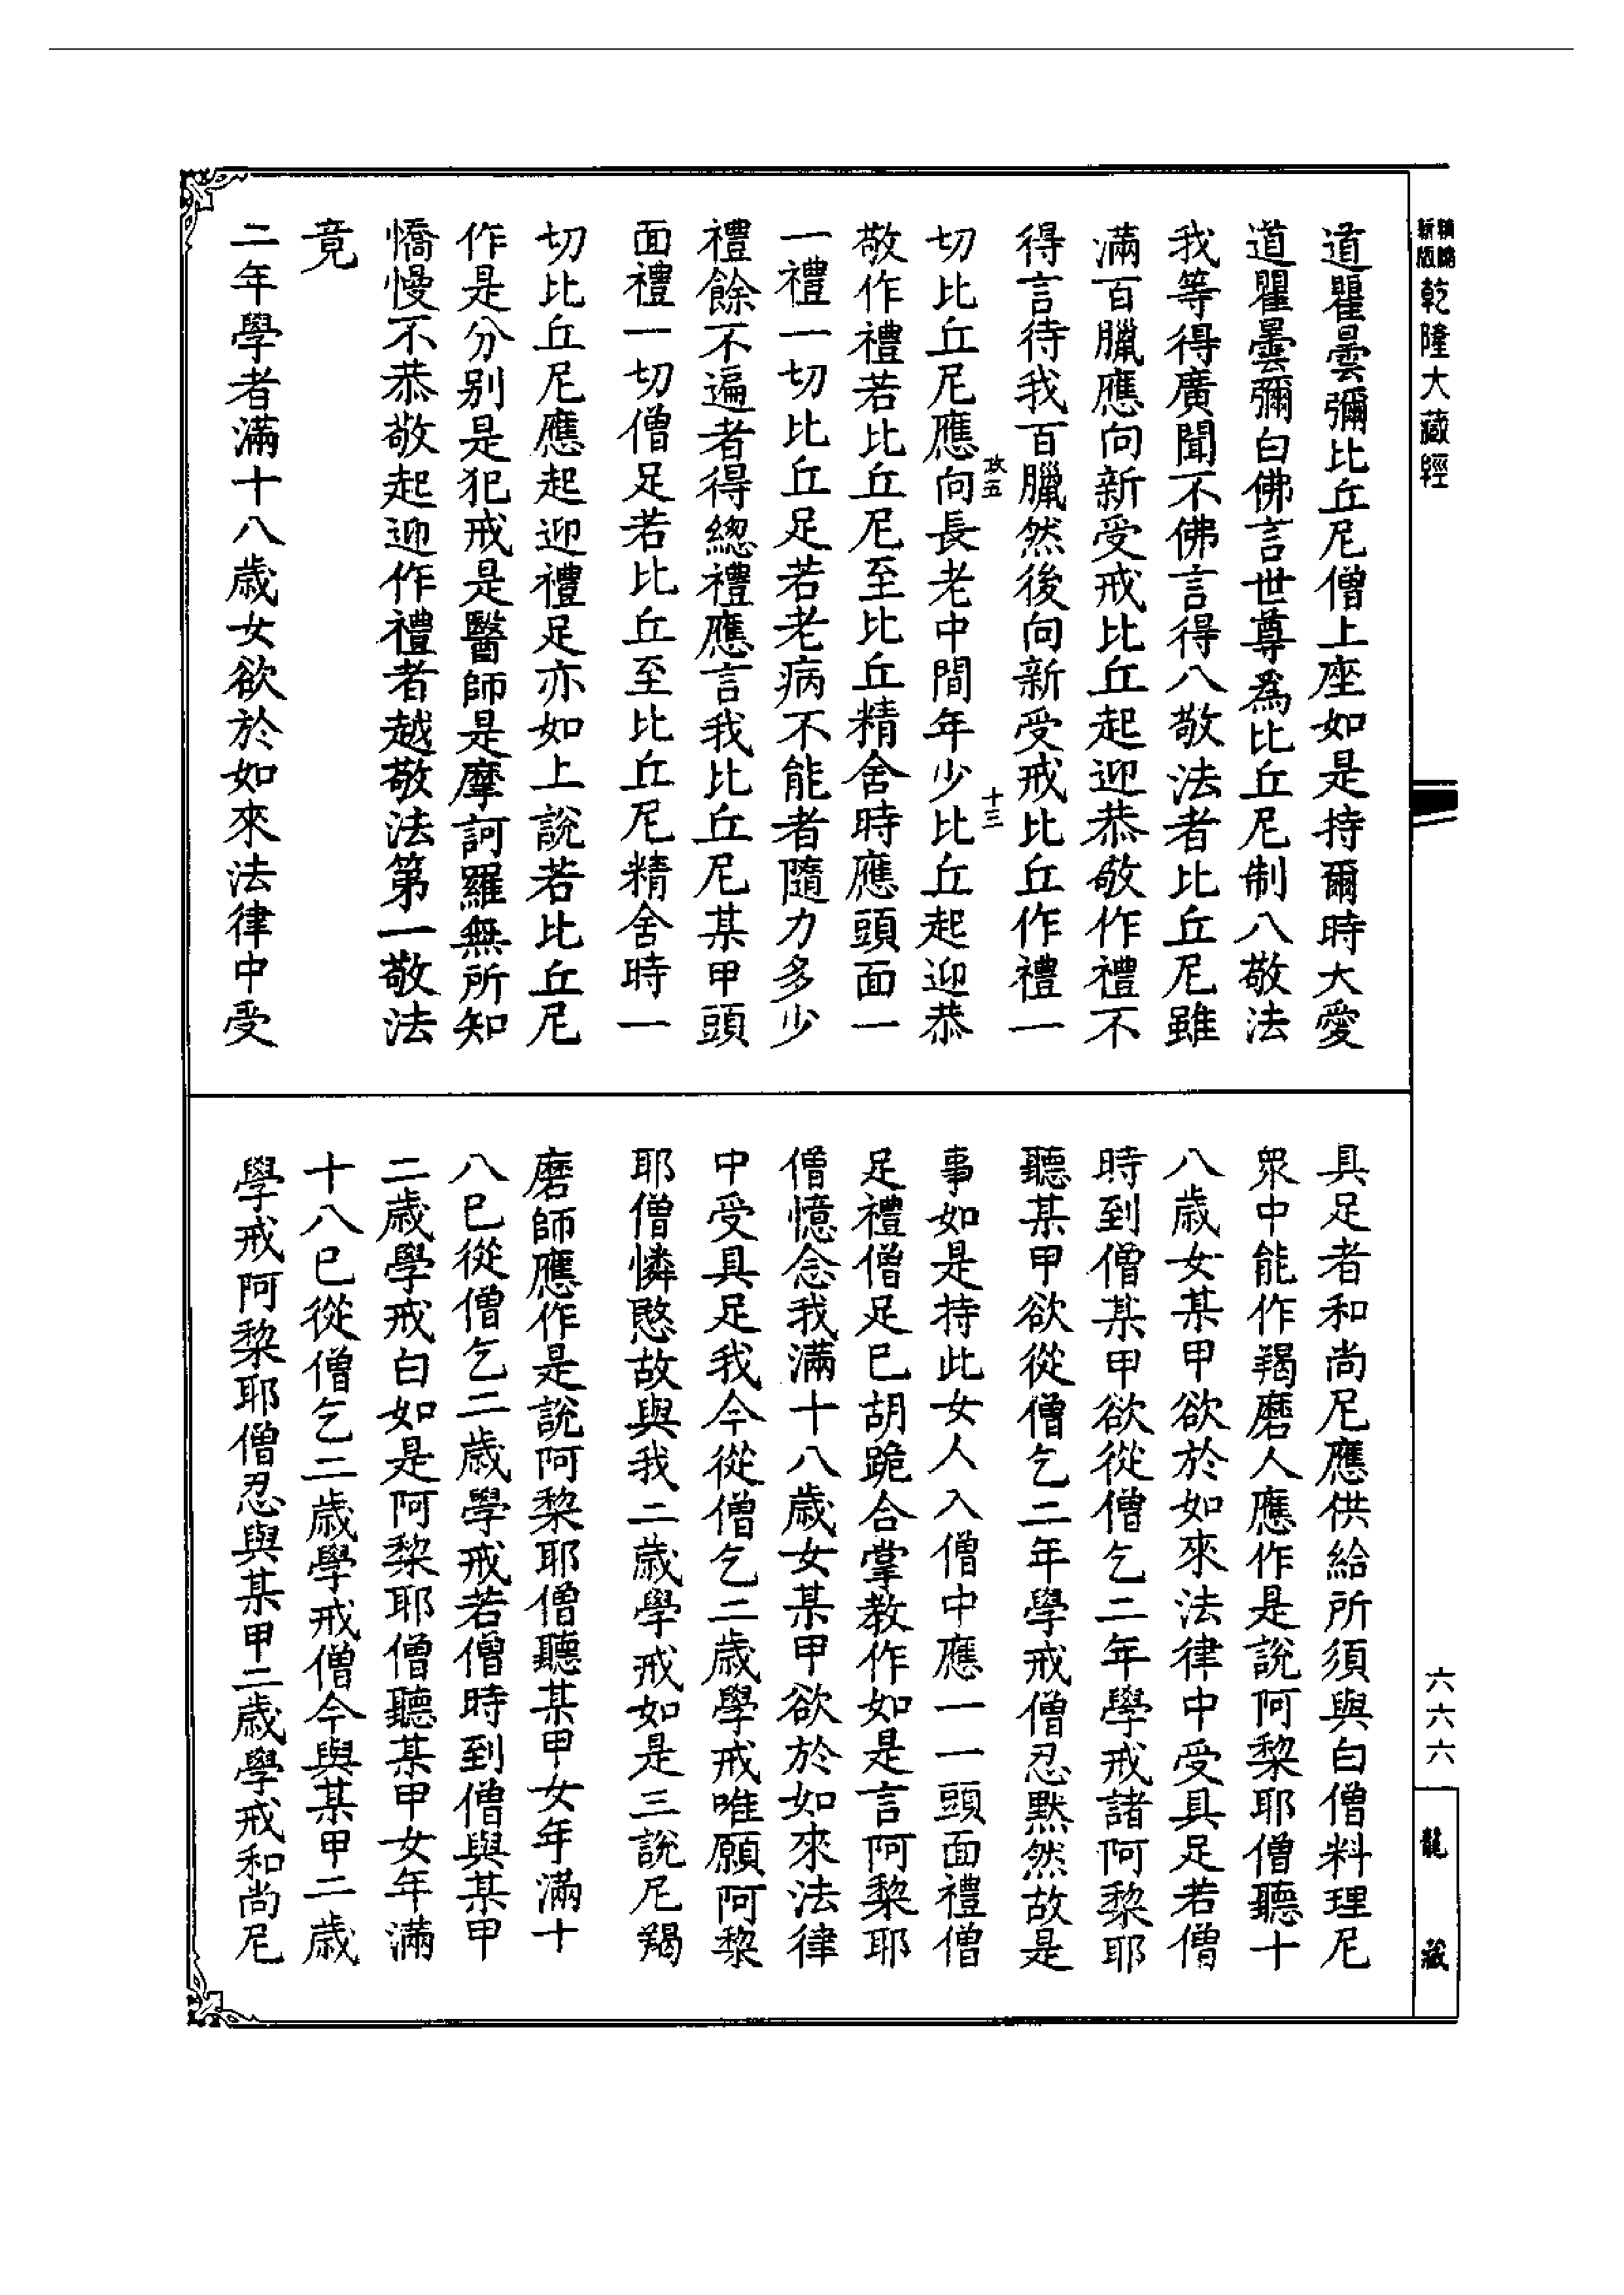 新版
乾隆大藏經
道瞿曇彌比丘尼僧上座如是持爾時大愛
道瞿曇彌白佛言世尊爲比丘尼制八敬法
我等得廣聞不佛言得八敬法者比丘尼雖
滿百臘應向新受戒比丘起迎恭敬作禮不
得言待我百臘然後向新受戒比丘作禮一
切比丘尼應向長老中間年少比丘起迎恭
敬作禮若比丘尼至比丘精舍時應頭面一
一禮一切比丘足若老病不能者隨力多少
禮餘不遍者得總禮應言我比丘尼某甲頭
面禮一切僧足若比丘至比丘尼精舍時一
切比丘尼應起迎禮足亦如上說若比丘尼
作是分别是犯戒是醫師是摩訶羅無所知
憍慢不恭敬起迎作禮者越敬法第一敬法
竟
二年學者滿十八歲女欲於如來法律中受
十三
具足者和尚尼應供給所須與白僧料理尼
衆中能作羯磨人應作是說阿黎耶僧聽十
八歲女某甲欲於如來法律中受具足若僧
時到僧某甲欲從僧乞二年學戒諸阿黎耶
聽某甲欲從僧乞二年學戒僧忍默然故是
事如是持此女人入僧中應一一頭面禮僧
足禮僧足已胡跪合掌教作如是言阿黎耶
僧憶念我滿十八歲女某甲欲於如來法律
中受具足我今從僧乞二歲學戒唯願阿黎
耶僧憐愍故與我二歲學戒如是三說尼羯
磨師應作是說阿黎耶僧聽某甲女年滿十
八已從僧乞二歲學戒若僧時到僧與某甲
二歲學戒白如是阿黎耶僧聽某甲女年滿
十八已從僧乞二歲學戒僧今與某甲二歲
學戒阿黎耶僧忍與某甲二歲學戒和尚尼
六六六
龍藏